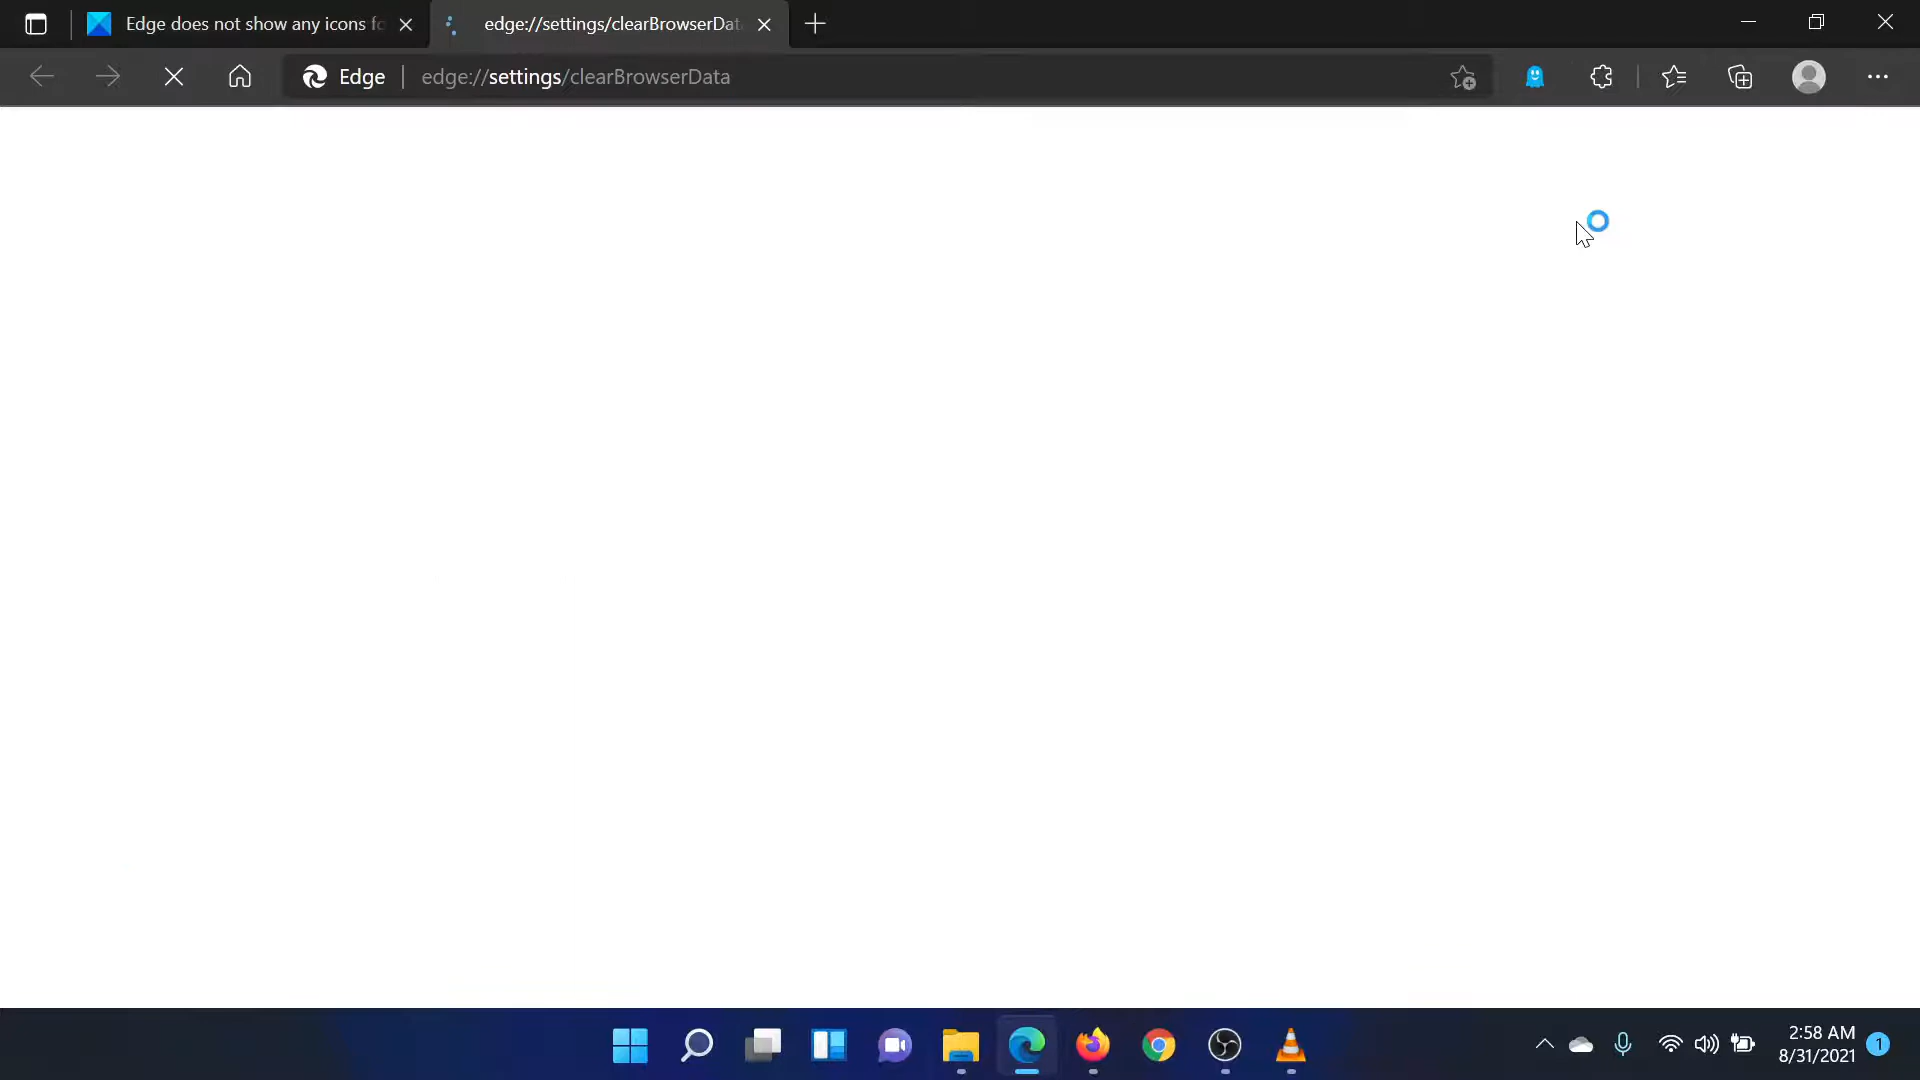 Edge does not show any icons fo
edge://settings/clearBrowserDat
Edge
edge://settings/clearBrowserData
2:58 AM
8/31/2021
1